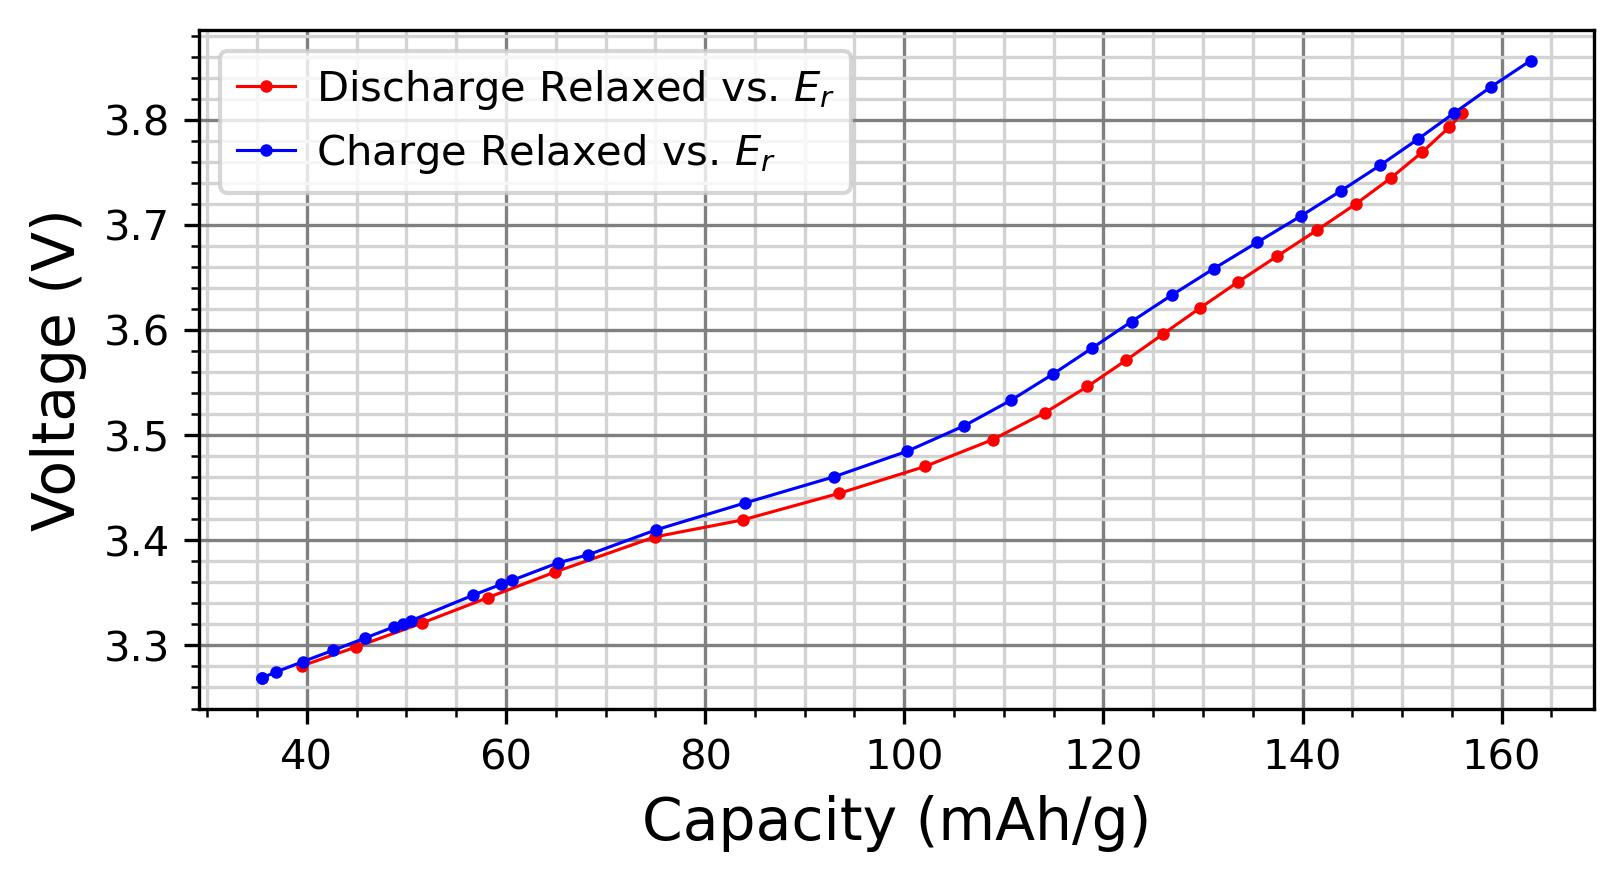 Discharge Relaxed vs. E_r
Charge Relaxed vs. E_r
Voltage (V)
3.8
3.7
3.6
3.5
3.4
3.3
40 60 80 100 120 140 160
Capacity (mAh/g)